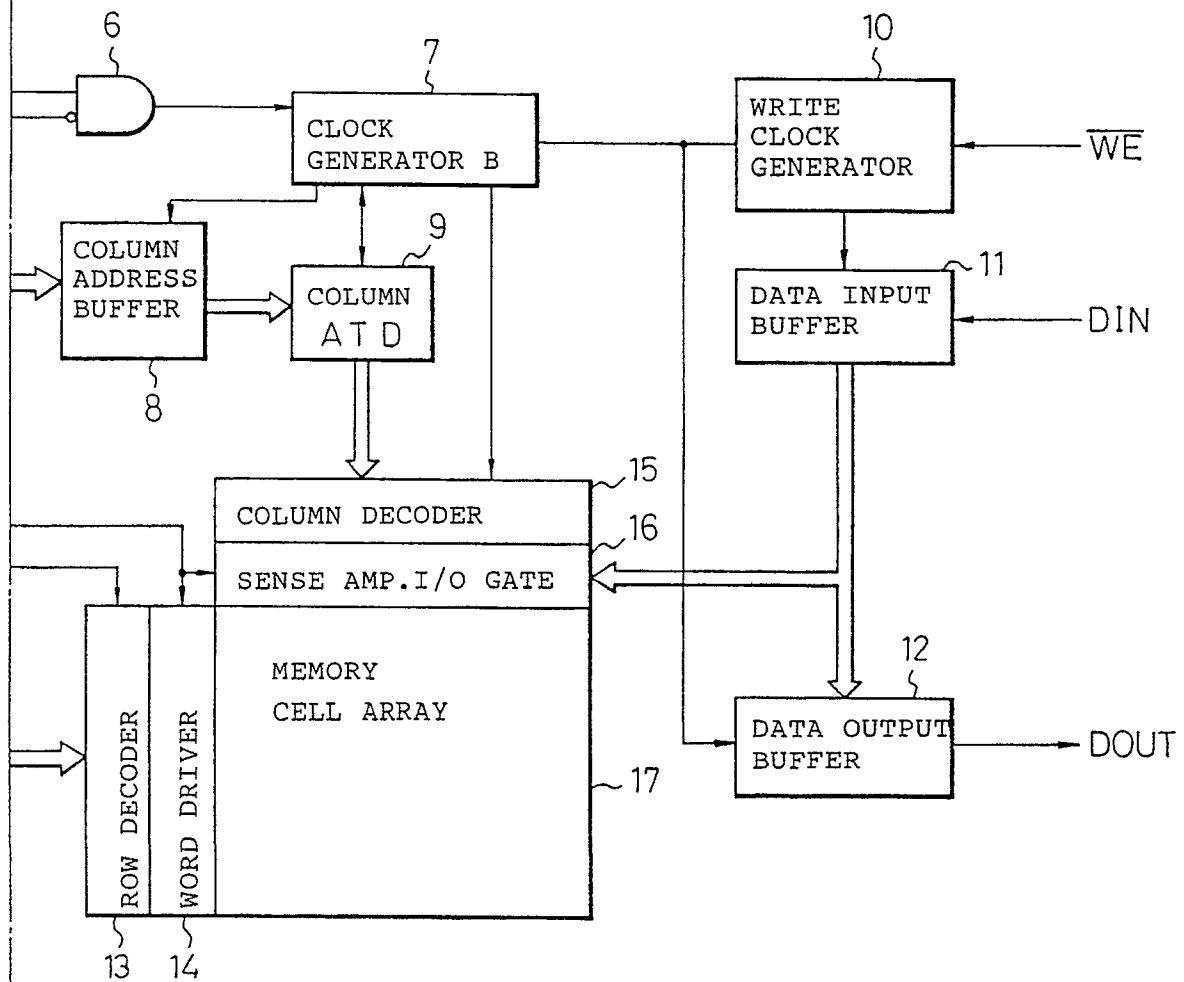 6
7
10
CLOCK
GENERATOR B
WRITE
CLOCK
GENERATOR
WE
COLUMN
ADDRESS
BUFFER
8
9
COLUMN
ATD
11
DATA INPUT
BUFFER
DIN
15
COLUMN DECODER
16
SENSE AMP.I/O GATE
MEMORY
CELL ARRAY
17
ROW DECODER
WORD DRIVER
13
14
12
DATA OUTPUT
BUFFER
DOUT